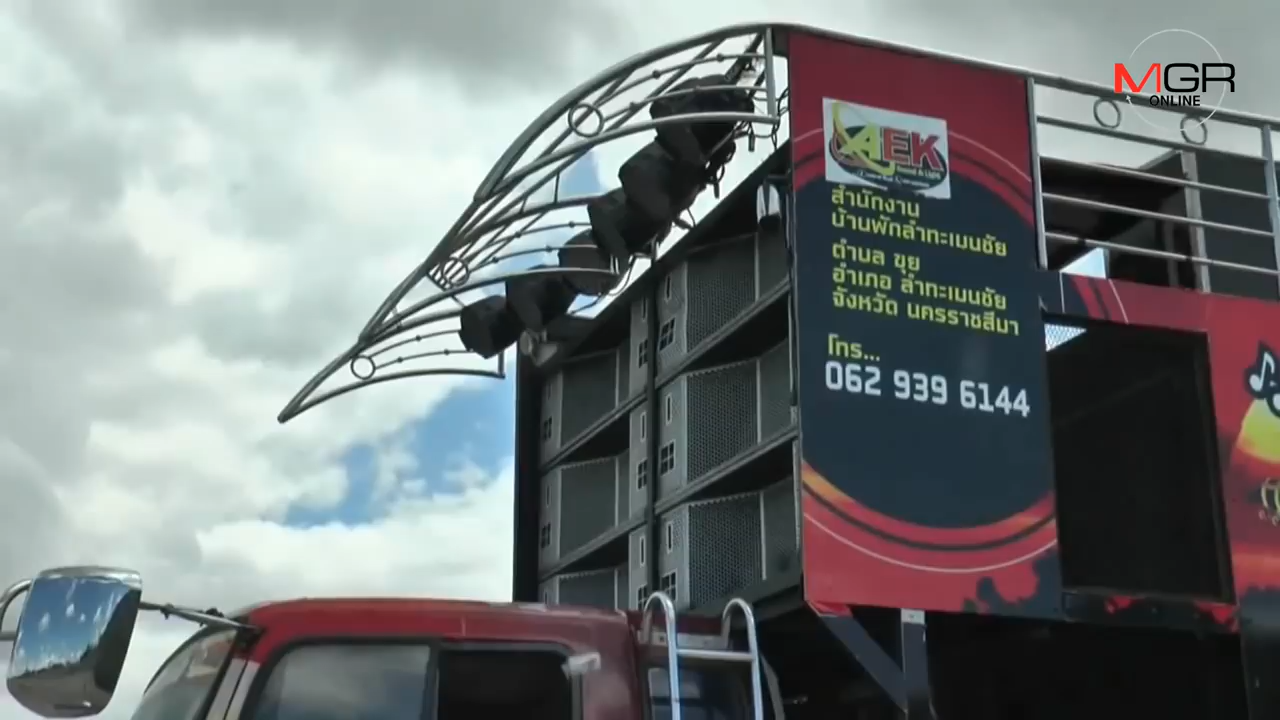 MGR
ONLINE
AEK
Sound & Light
สำนักงาน
บ้านพักลำทะเมนชัย
ตำบล ขุย
อำเภอ ลำทะเมนชัย
จังหวัด นครราชสีมา
โทร...
062 939 6144